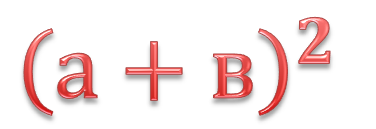 (а + в)²